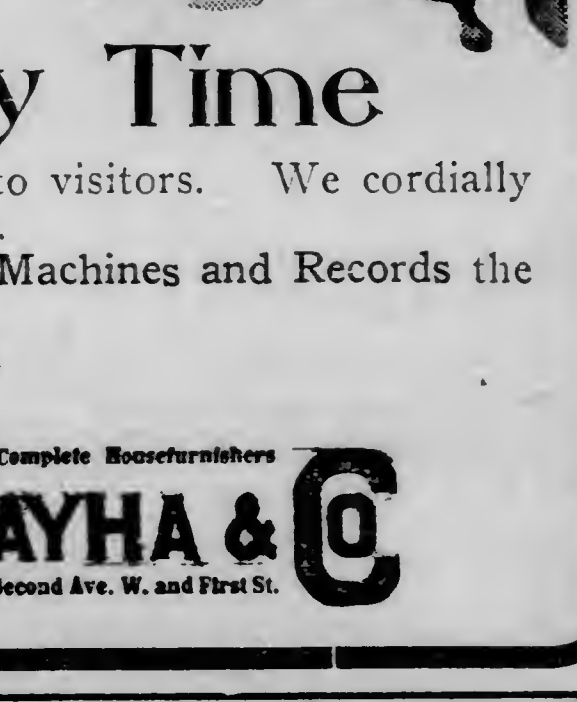 y Time
to visitors. We cordially
Machines and Records the
Complete Housefurnishers
AYHA & Co
Second Ave. W. and First St.